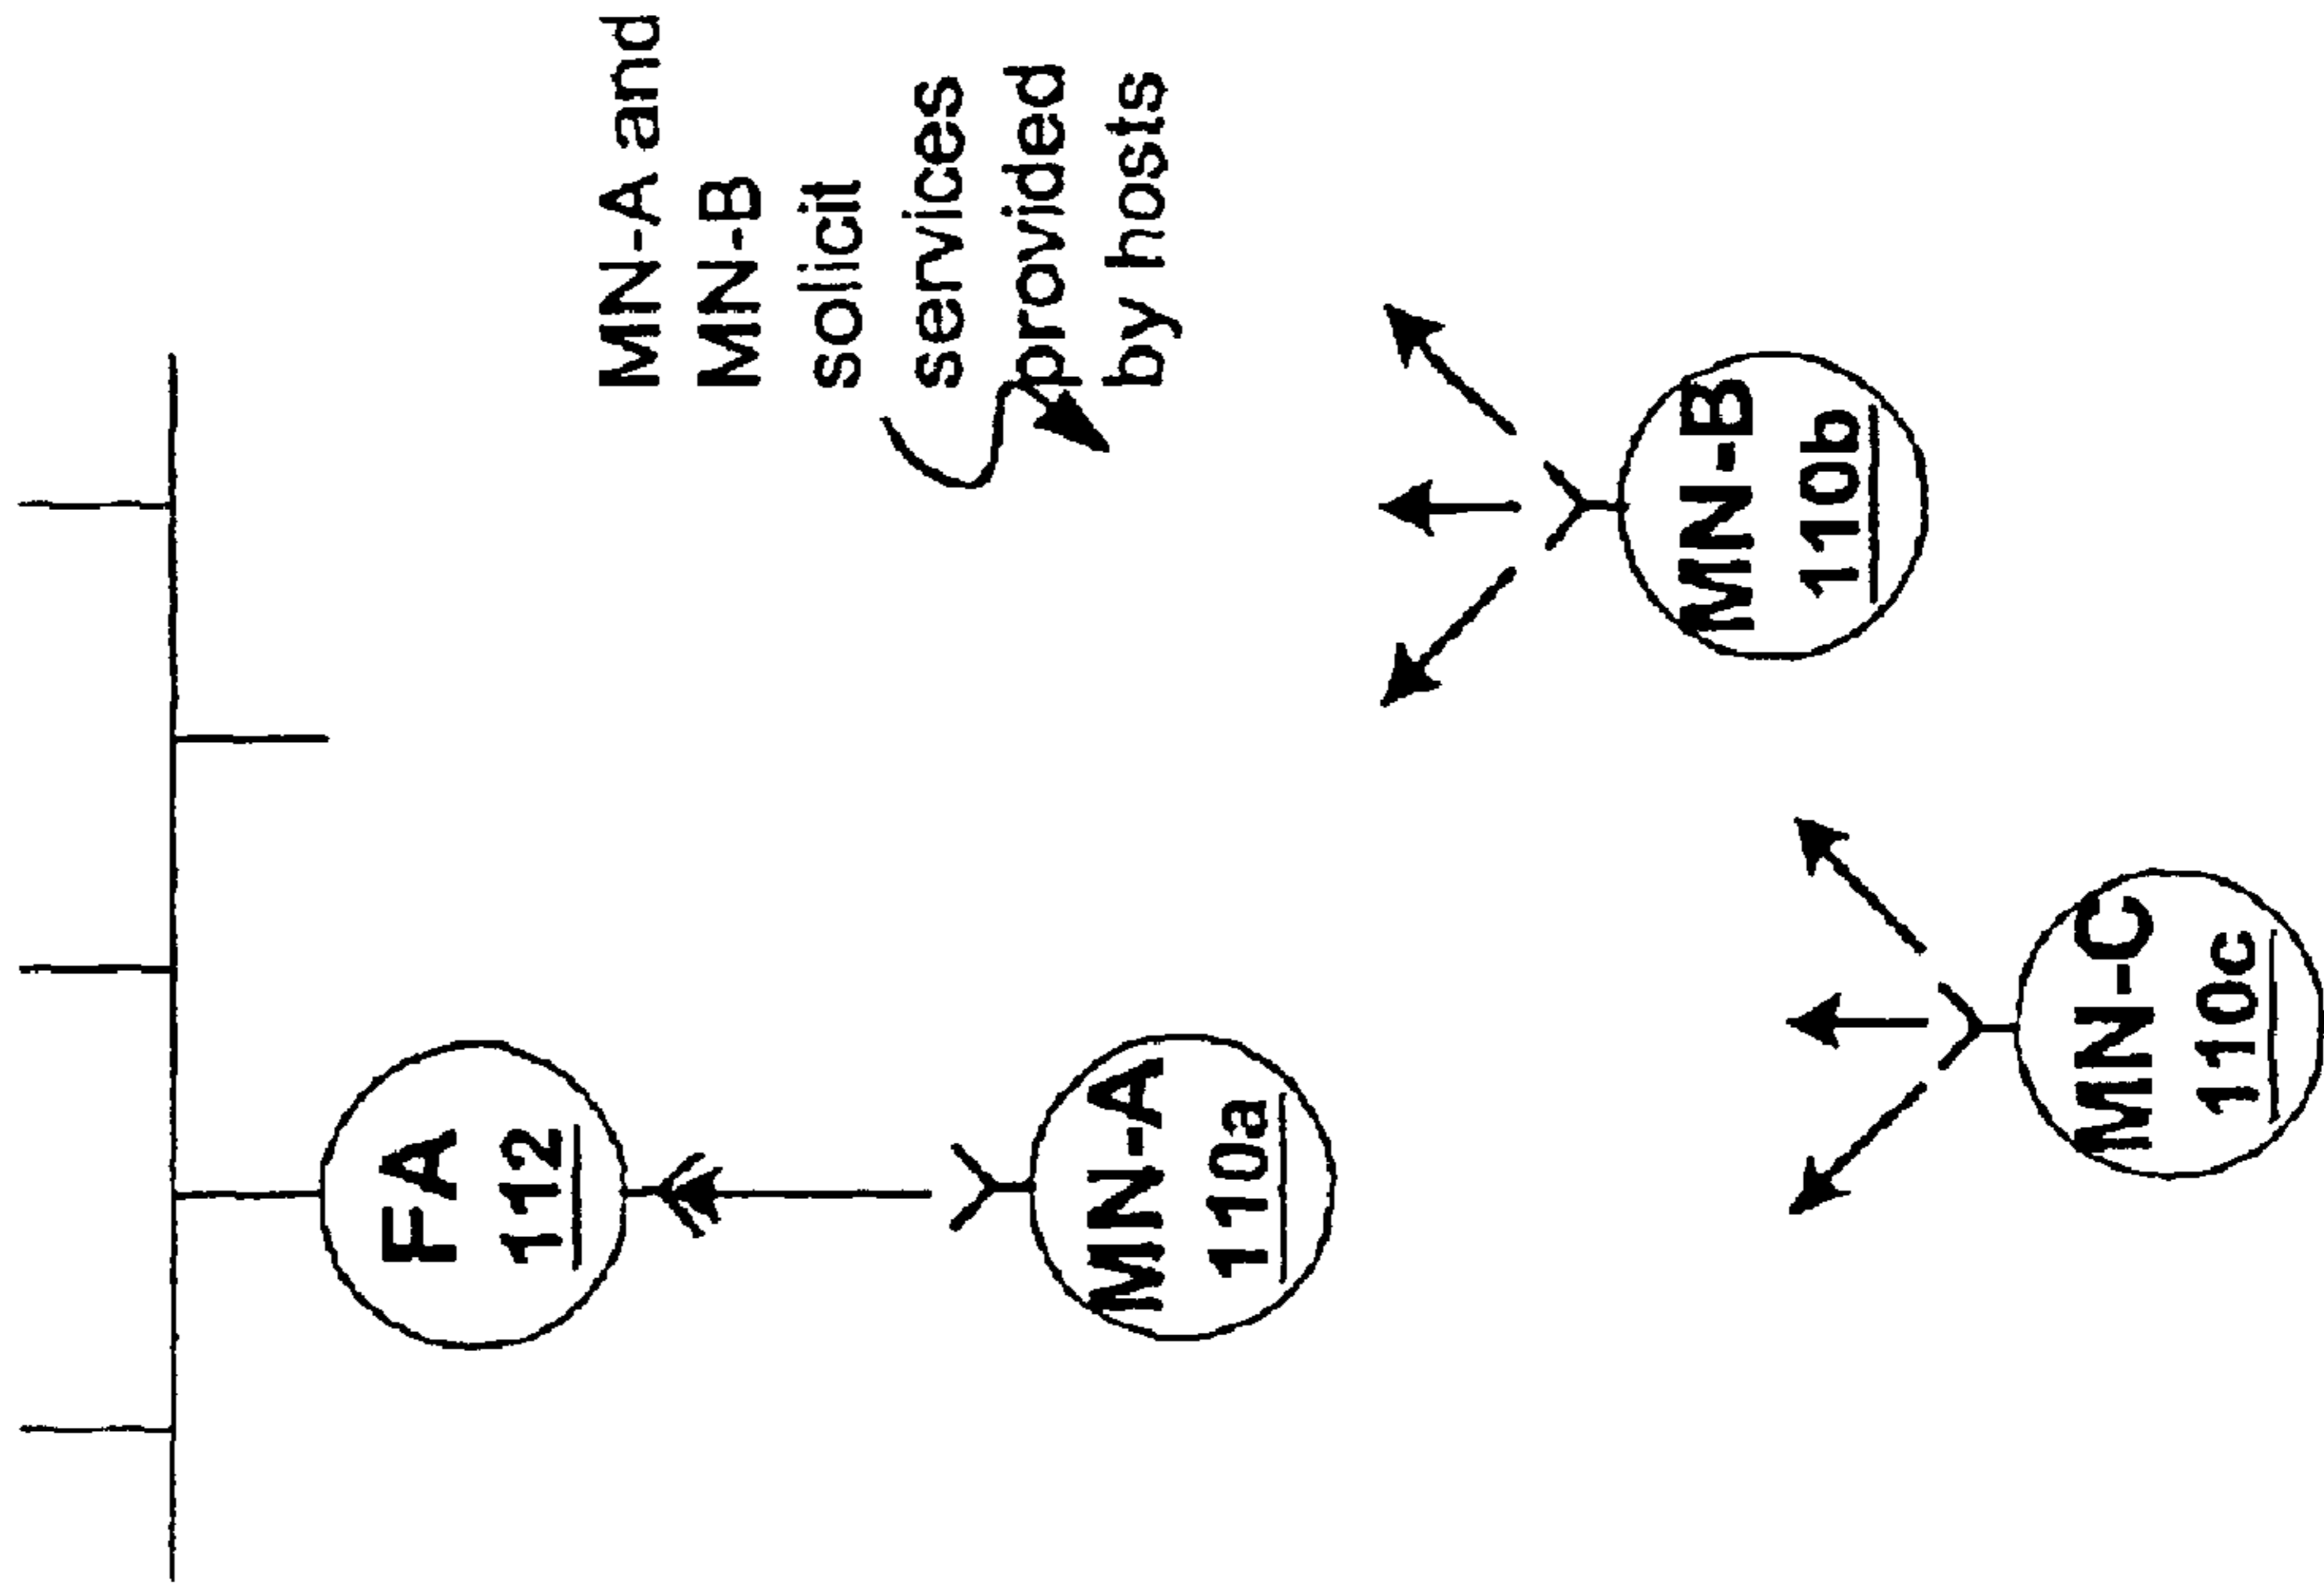 MN-A and
MN-B
solicit
services
provided
by hosts
FA
112
MN-A
110a
MN-B
110b
MN-C
110c